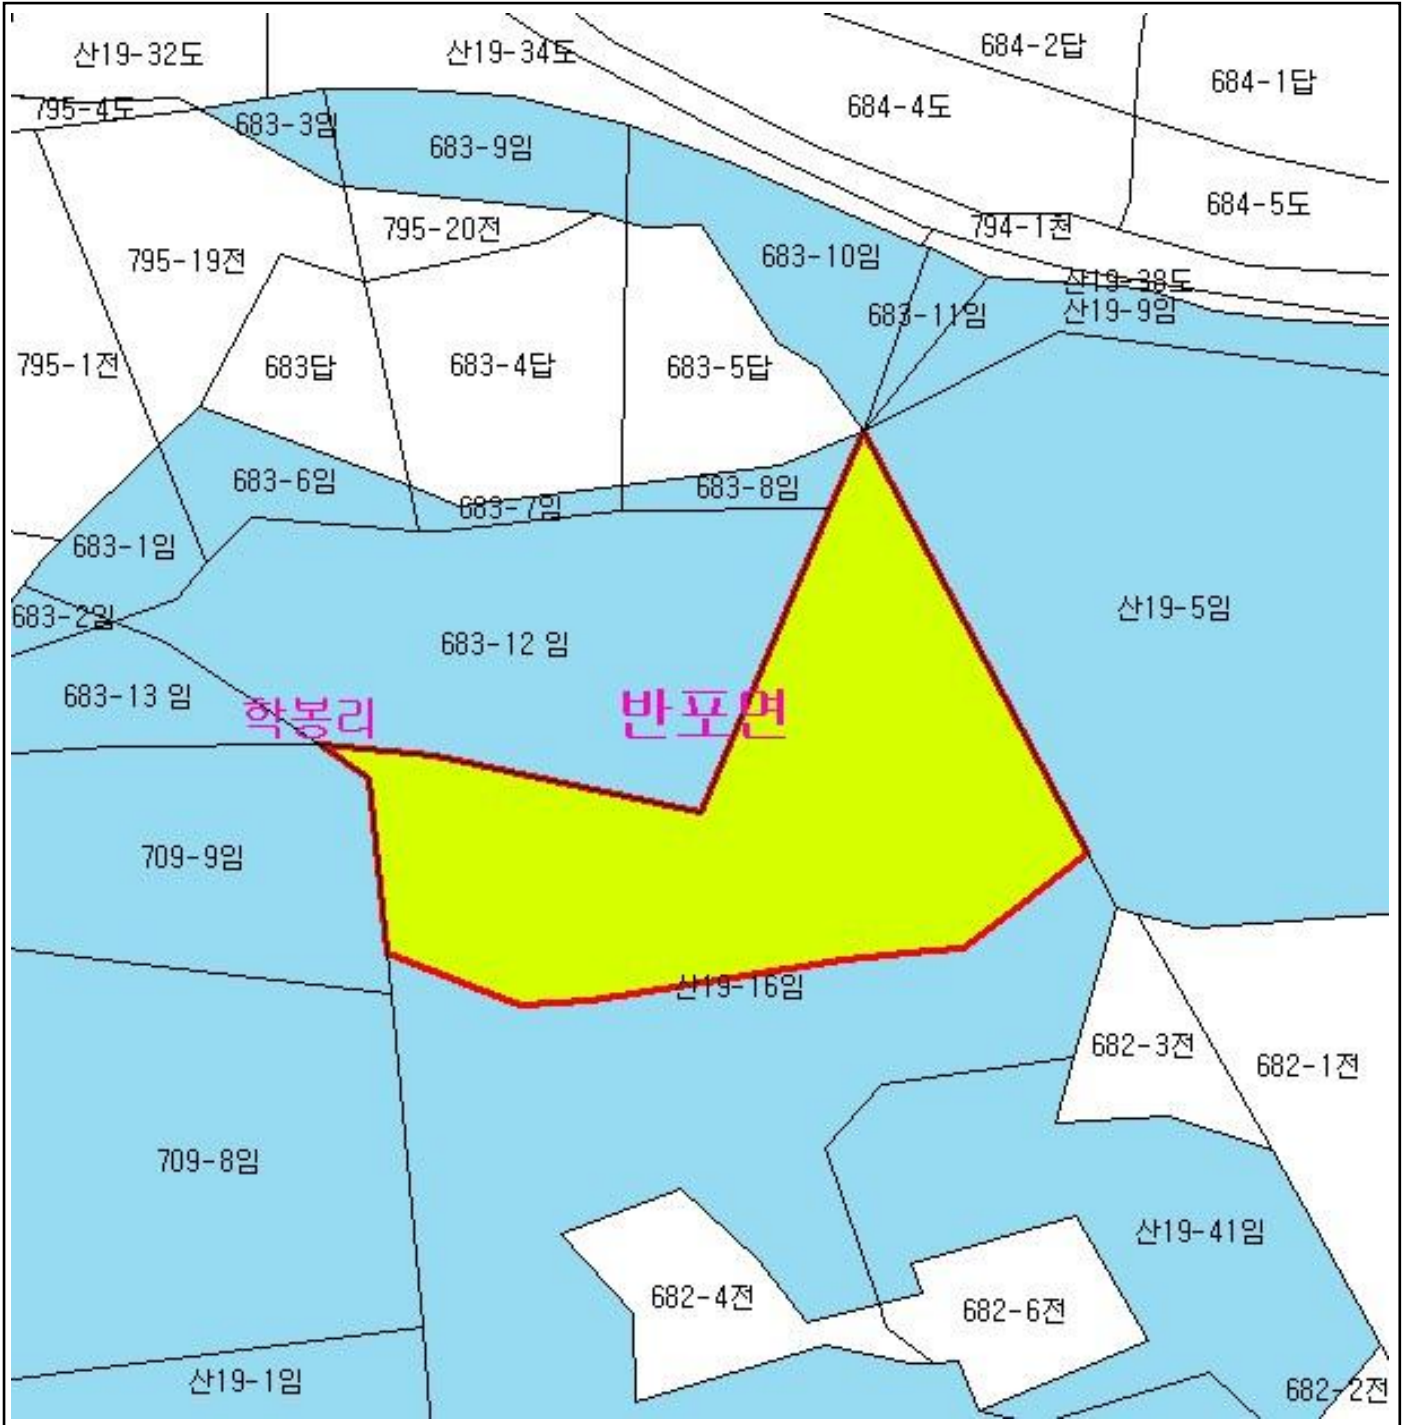 산19-32도
산19-34도
684-2답
684-1답
795-4도
684-4도
683-3임
683-9임
684-5도
795-20전
794-1천
795-19전
683-10임
산19-38도
산19-9임
683-11임
795-1전
683답
683-4답
683-5답
683-6임
683-8임
683-7임
683-1임
683-2임
산19-5임
683-12 임
683-13 임
학봉리
반포면
709-9임
산19-16임
682-3전
682-1전
709-8임
산19-41임
682-4전
682-6전
산19-1임
682-2전